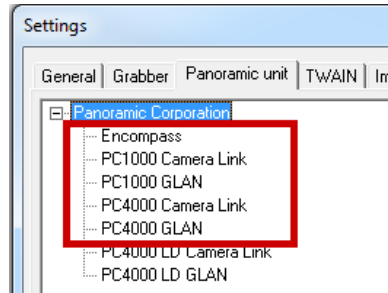 Settings
General Grabber Panoramic unit TWAIN Im
Panoramic Corporation
Encompass
PC1000 Camera Link
PC1000 GLAN
PC4000 Camera Link
PC4000 GLAN
PC4000 LD Camera Link
PC4000 LD GLAN